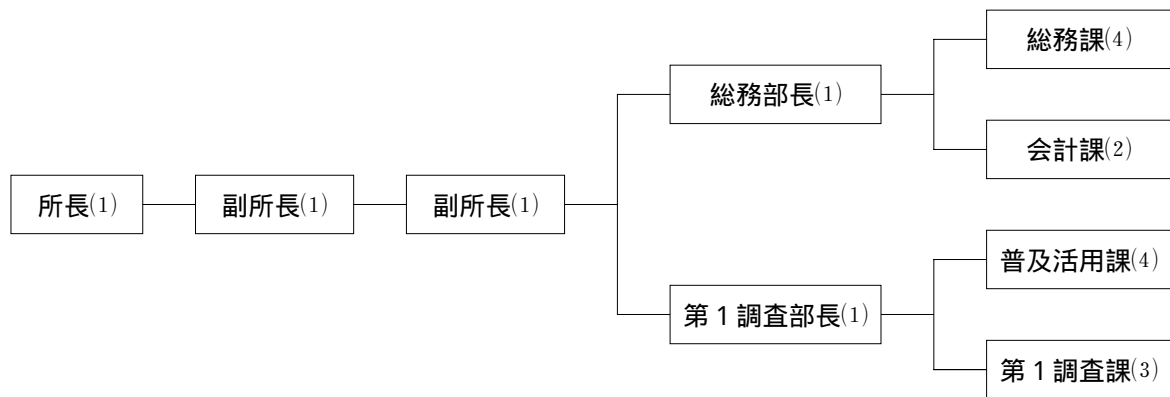 所長(1)
副所長(1)
副所長(1)
総務部長(1)
総務課(4)
会計課(2)
第1調査部長(1)
普及活用課(4)
第1調査課(3)